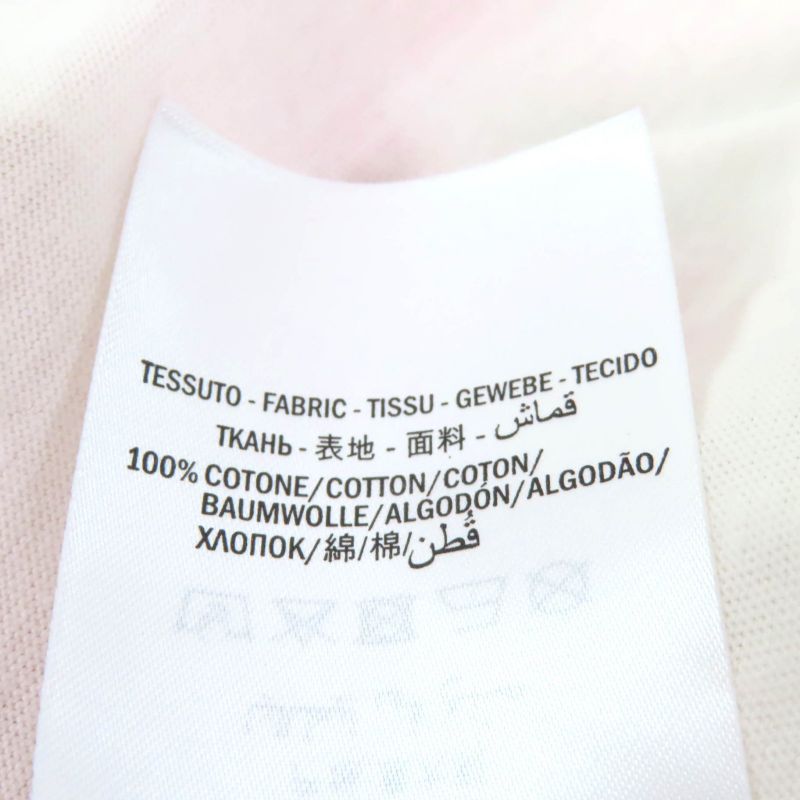 TESSUTO - FABRIC - TISSU - GEWEBE - TECIDO
ТКАНЬ - 表地 - 面料 - قماش
100% COTONE/COTTON/COTON/
BAUMWOLLE/ALGODÓN/ALGODÃO/
ХЛОПОК/綿/棉/قُطن